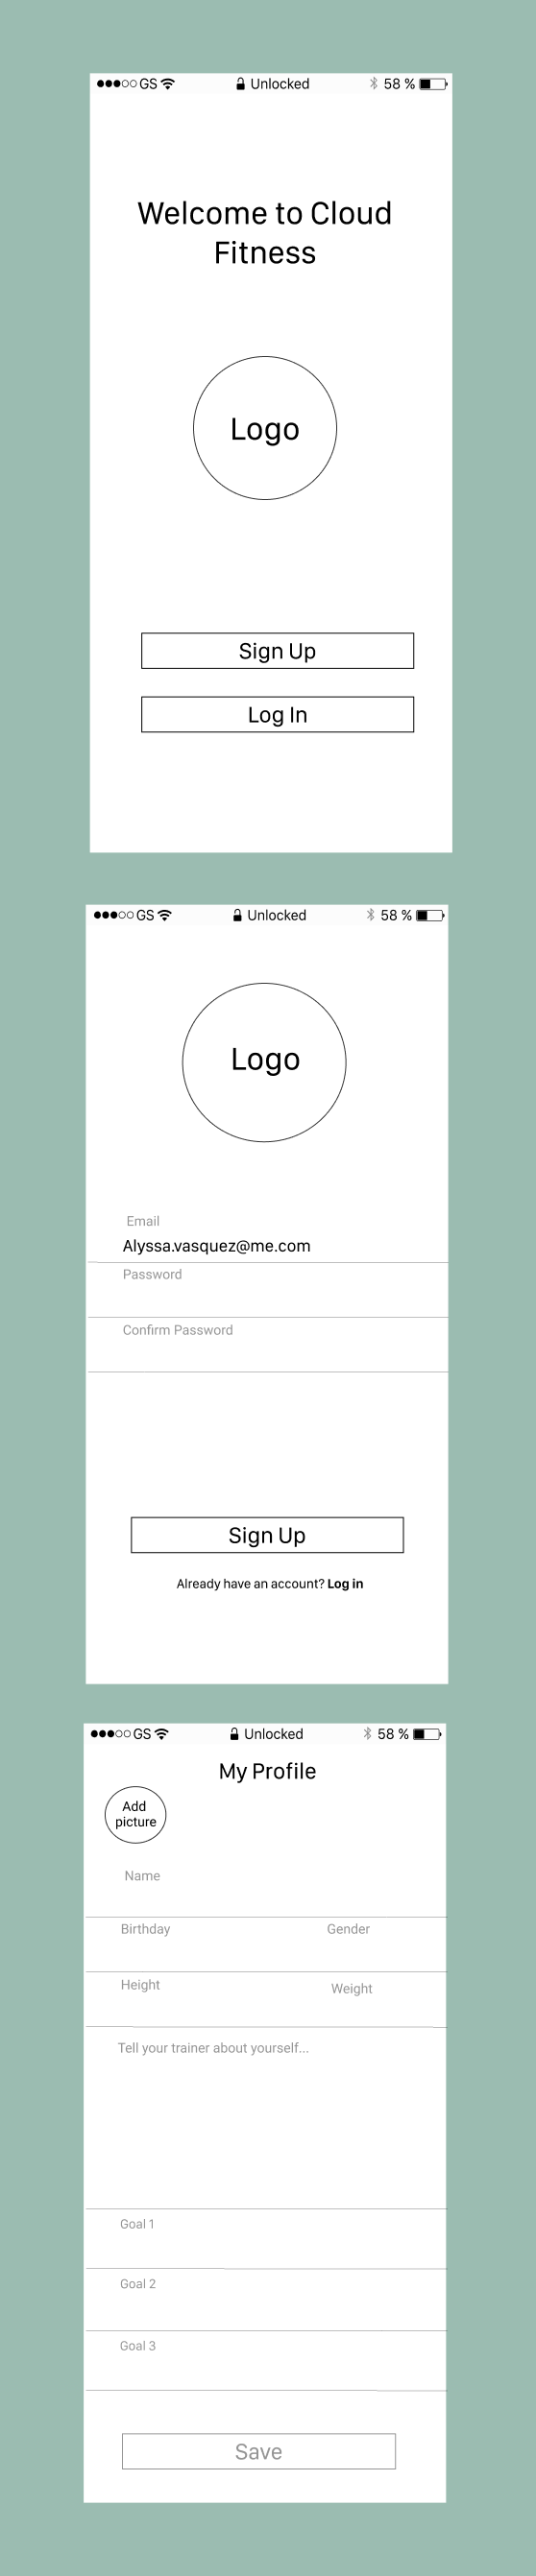 GS Unlocked 58 %
Welcome to Cloud
Fitness
Logo
Sign Up
Log In
GS Unlocked 58 %
Logo
Email
Alyssa.vasquez@me.com
Password
Confirm Password
Sign Up
Already have an account? Log in
GS Unlocked 58 %
My Profile
Add
picture
Name
Birthday Gender
Height Weight
Tell your trainer about yourself...
Goal 1
Goal 2
Goal 3
Save